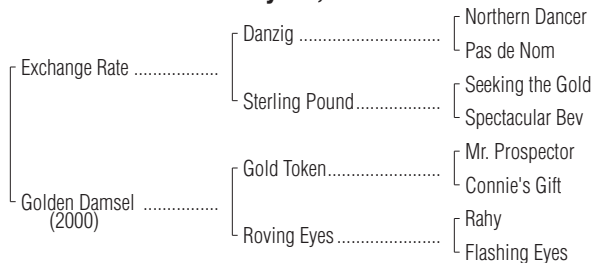 Northern Dancer
Danzig ..............................
Pas de Nom
Exchange Rate ..................
Seeking the Gold
Sterling Pound..................
Spectacular Bev
Mr. Prospector
Gold Token........................
Connie's Gift
Golden Damsel ................
(2000)
Rahy
Roving Eyes ......................
Flashing Eyes